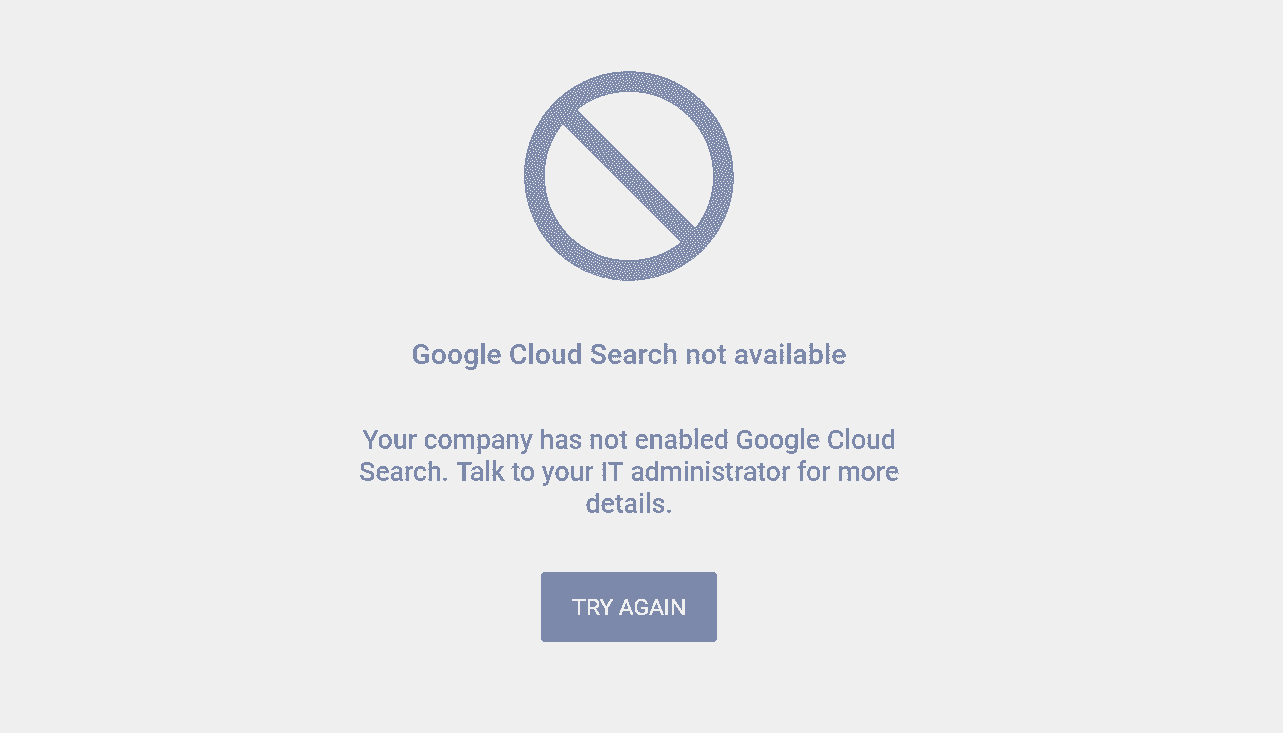 Google Cloud Search not available
Your company has not enabled Google Cloud
Search. Talk to your IT administrator for more
details.
TRY AGAIN